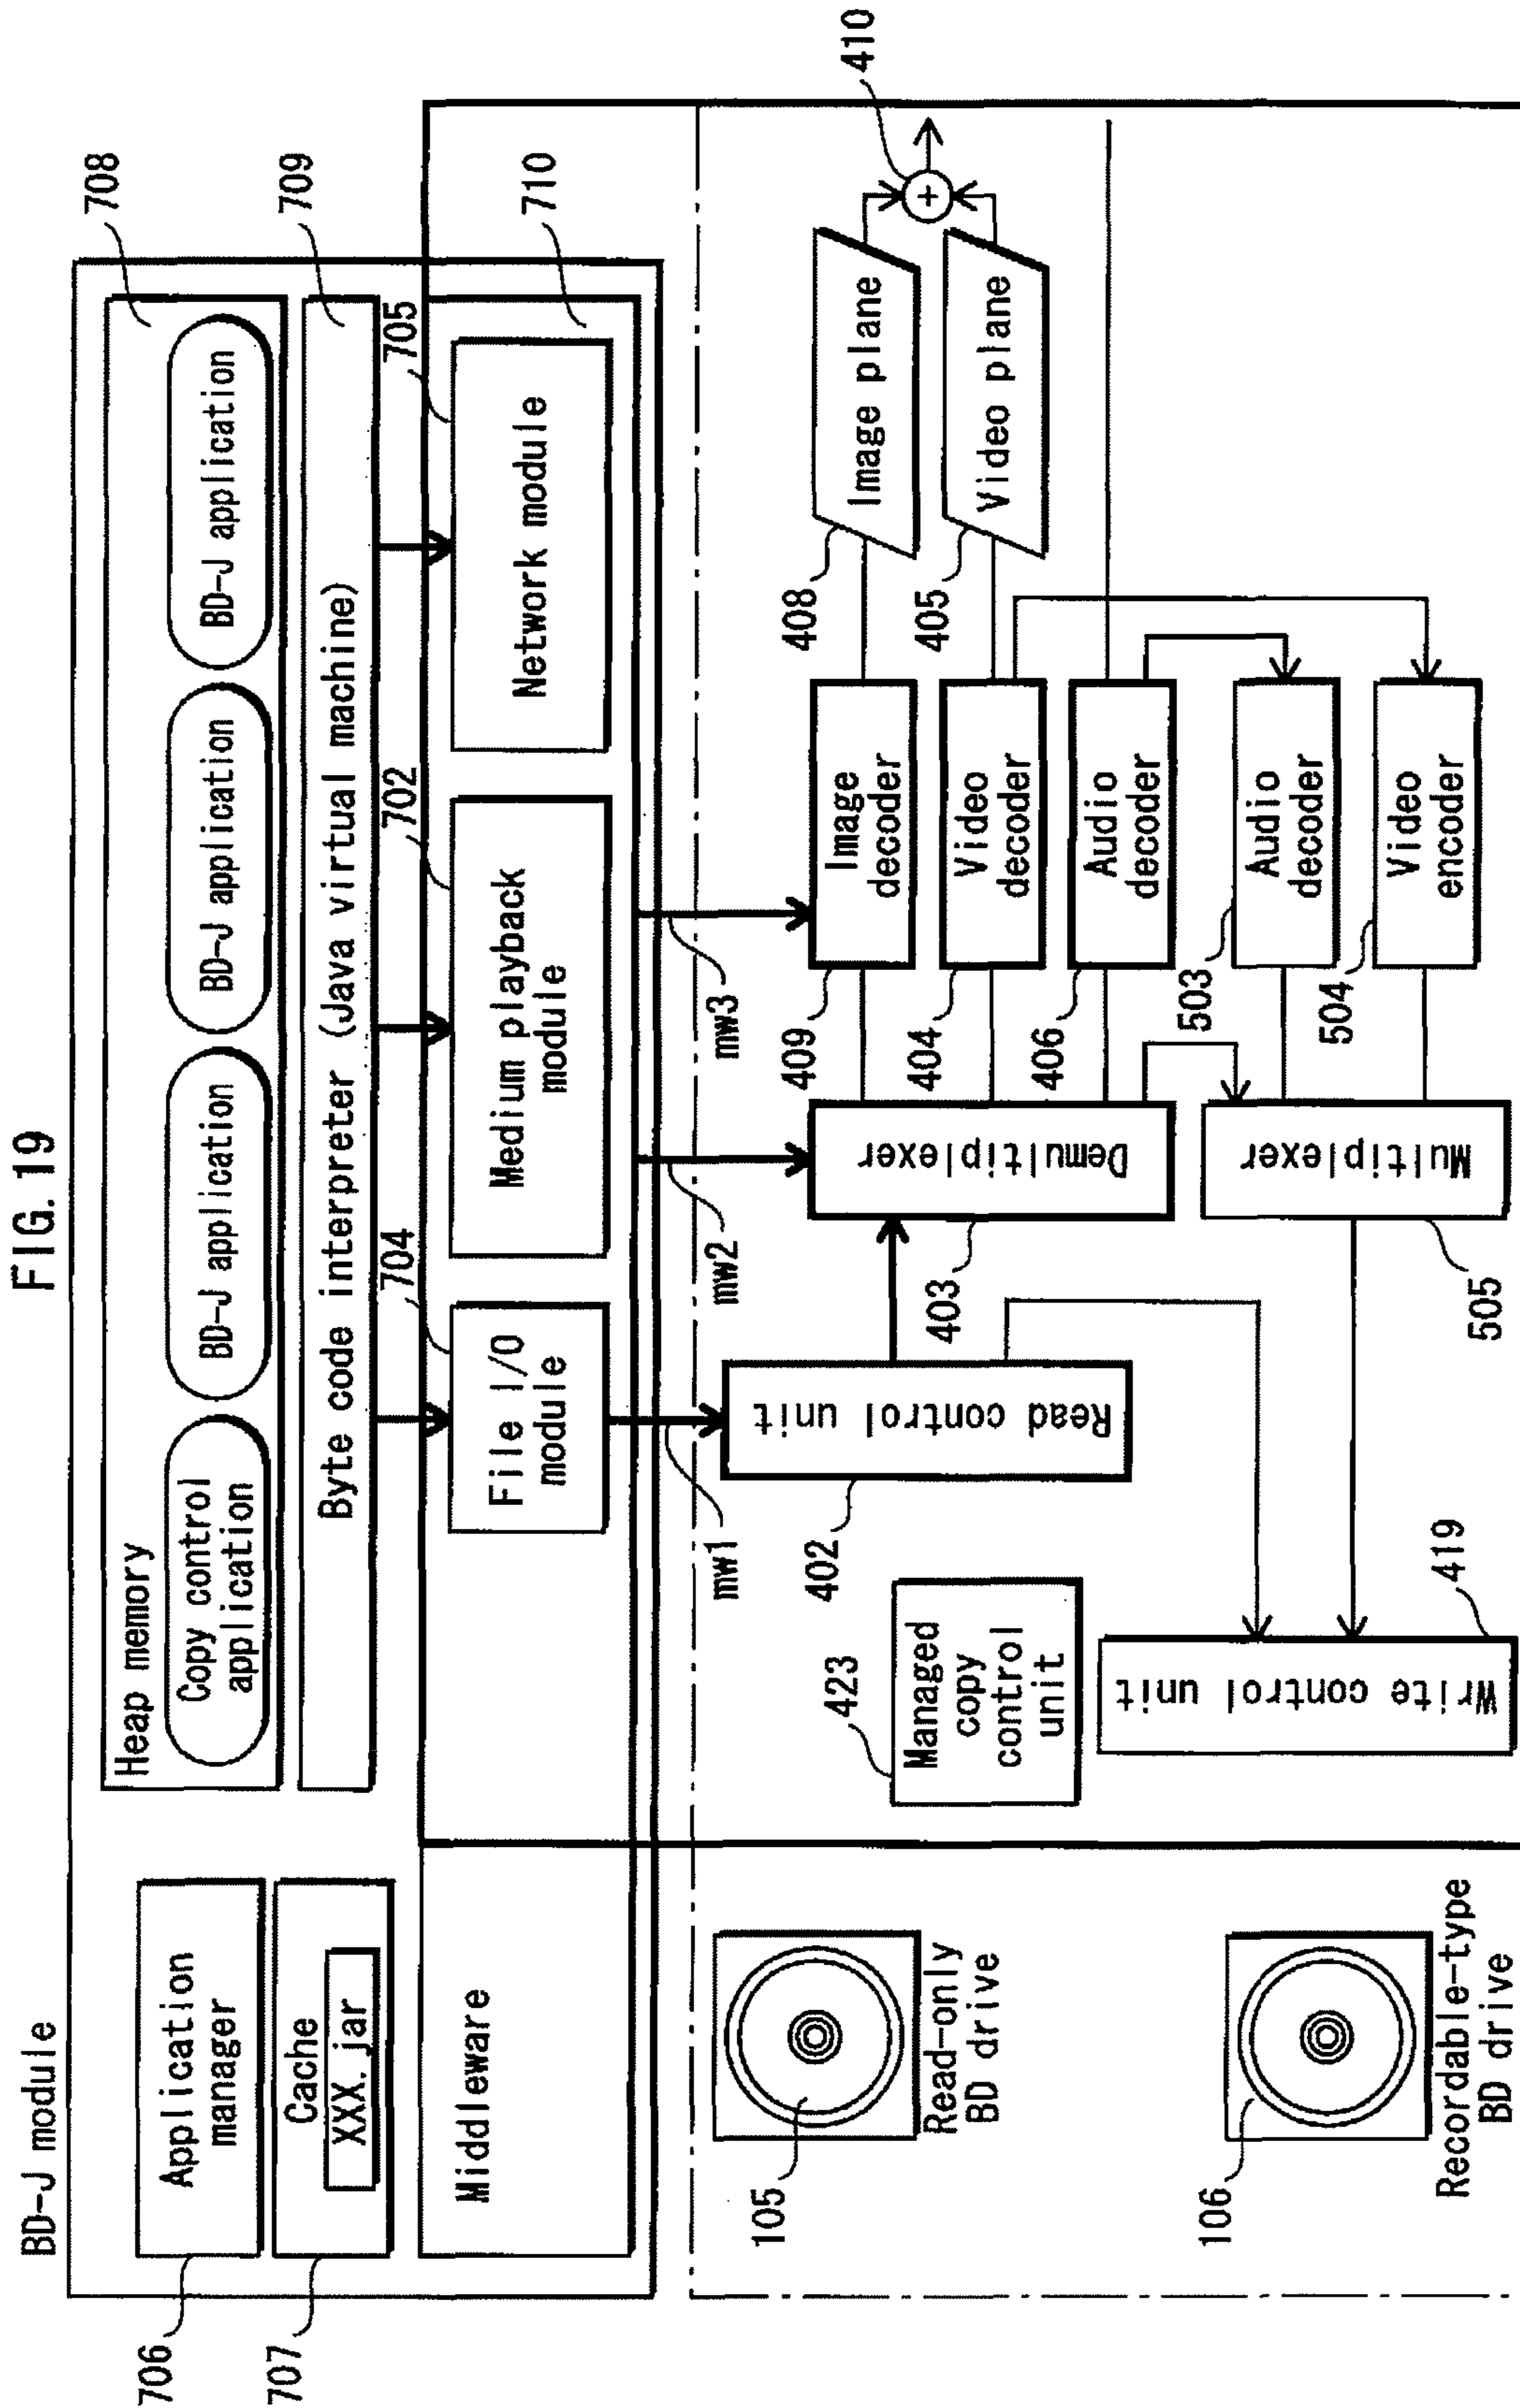 FIG. 19
BD-J module
706
Application
manager
707
Cache
XXX. jar
Heap memory
Copy control
application
BD-J application
BD-J application
BD-J application
708
Byte code interpreter (Java virtual machine)
709
Middleware
704
File I/O
module
702
Medium playback
module
705
Network module
710
mw1
mw2
mw3
105
Read-only
BD drive
106
Recordable-type
BD drive
423
Managed
copy
control
unit
402
Read control unit
403
Demultiplexer
409
Image
decoder
408
Image plane
410
+
404
Video
decoder
405
Video plane
406
Audio
decoder
503
Audio
decoder
504
Video
encoder
505
Multiplexer
419
Write control unit